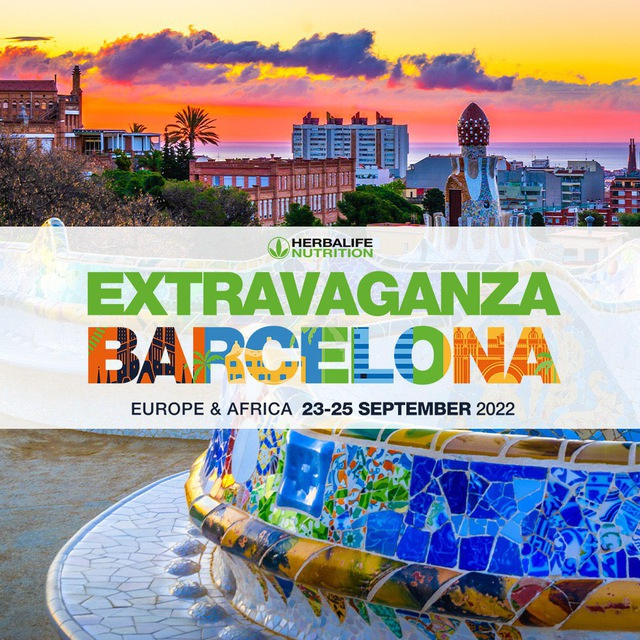 HERBALIFE
NUTRITION
EXTRAVAGANZA
BARCELONA
EUROPE & AFRICA 23-25 SEPTEMBER 2022